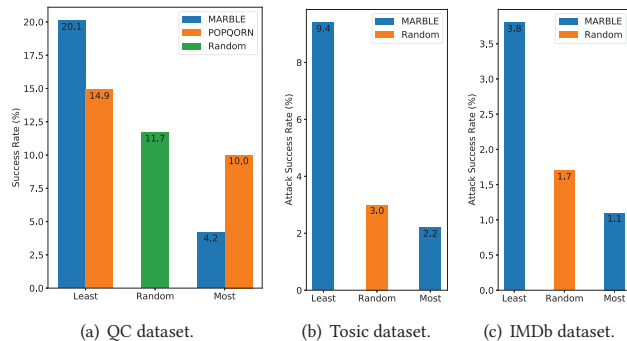 MARBLE
POPQORN
Random
20.0
17.5
15.0
12.5
10.0
7.5
5.0
2.5
0.0
Success Rate (%)
20.1
14.9
11.7
4.2
10.0
Least Random Most
(a) QC dataset.
MARBLE
Random
8
6
4
2
0
Attack Success Rate (%)
9.4
3.0
2.2
Least Random Most
(b) Tosic dataset.
MARBLE
Random
3.5
3.0
2.5
2.0
1.5
1.0
0.5
0.0
Attack Success Rate (%)
3.8
1.7
1.1
Least Random Most
(c) IMDb dataset.